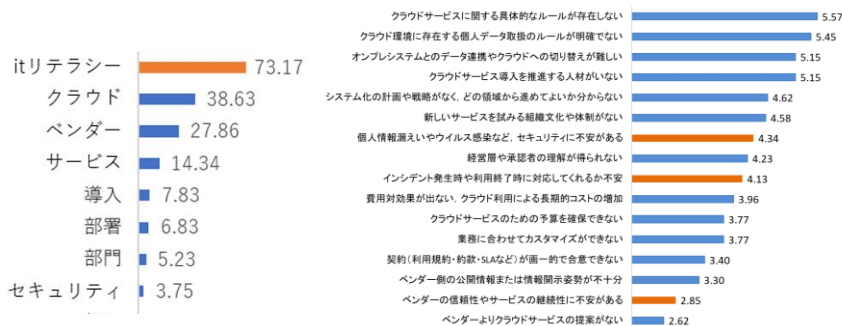 itリテラシー 73.17
クラウド 38.63
ベンダー 27.86
サービス 14.34
導入 7.83
部署 6.83
部門 5.23
セキュリティ 3.75
クラウドサービスに関する具体的なルールが存在しない 5.57
クラウド環境に存在する個人データ取扱のルールが明確でない 5.45
オンプレシステムとのデータ連携やクラウドへの切り替えが難しい 5.15
クラウドサービス導入を推進する人材がいない 5.15
システム化の計画や戦略がなく、どの領域から進めてよいか分からない 4.62
新しいサービスを試みる組織文化や体制がない 4.58
個人情報漏えいやウイルス感染など、セキュリティに不安がある 4.34
経営層や承認者の理解が得られない 4.23
インシデント発生時や利用終了時に対応してくれるか不安 4.13
費用対効果が出ない、クラウド利用による長期的コストの増加 3.96
クラウドサービスのための予算を確保できない 3.77
業務に合わせてカスタマイズができない 3.77
契約(利用規約・約款・SLAなど)が画一的で合意できない 3.40
ベンダー側の公開情報または情報開示姿勢が不十分 3.30
ベンダーの信頼性やサービスの継続性に不安がある 2.85
ベンダーよりクラウドサービスの提案がない 2.62